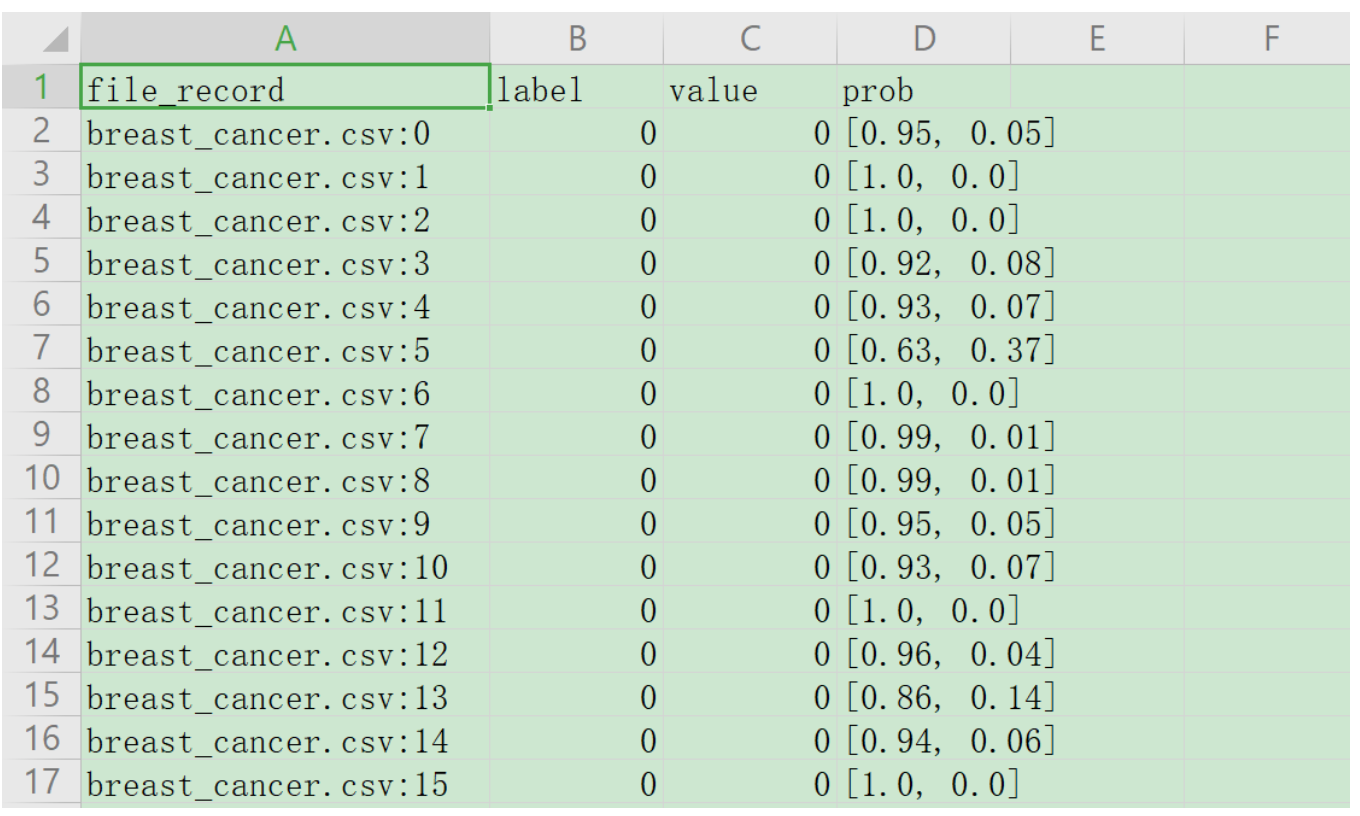 A B C D E F
1 file_record label value prob
2 breast_cancer.csv:0 0 0 [0.95, 0.05]
3 breast_cancer.csv:1 0 0 [1.0, 0.0]
4 breast_cancer.csv:2 0 0 [1.0, 0.0]
5 breast_cancer.csv:3 0 0 [0.92, 0.08]
6 breast_cancer.csv:4 0 0 [0.93, 0.07]
7 breast_cancer.csv:5 0 0 [0.63, 0.37]
8 breast_cancer.csv:6 0 0 [1.0, 0.0]
9 breast_cancer.csv:7 0 0 [0.99, 0.01]
10 breast_cancer.csv:8 0 0 [0.99, 0.01]
11 breast_cancer.csv:9 0 0 [0.95, 0.05]
12 breast_cancer.csv:10 0 0 [0.93, 0.07]
13 breast_cancer.csv:11 0 0 [1.0, 0.0]
14 breast_cancer.csv:12 0 0 [0.96, 0.04]
15 breast_cancer.csv:13 0 0 [0.86, 0.14]
16 breast_cancer.csv:14 0 0 [0.94, 0.06]
17 breast_cancer.csv:15 0 0 [1.0, 0.0]